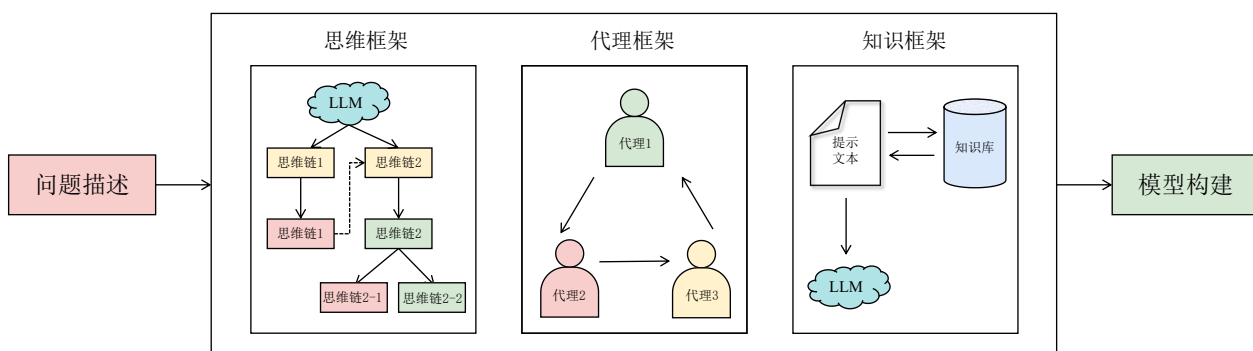 思维框架
代理框架
知识框架
问题描述
LLM
思维链1
思维链2
思维链1
思维链2
思维链2-1
思维链2-2
代理1
代理2
代理3
提示
文本
知识库
LLM
模型构建